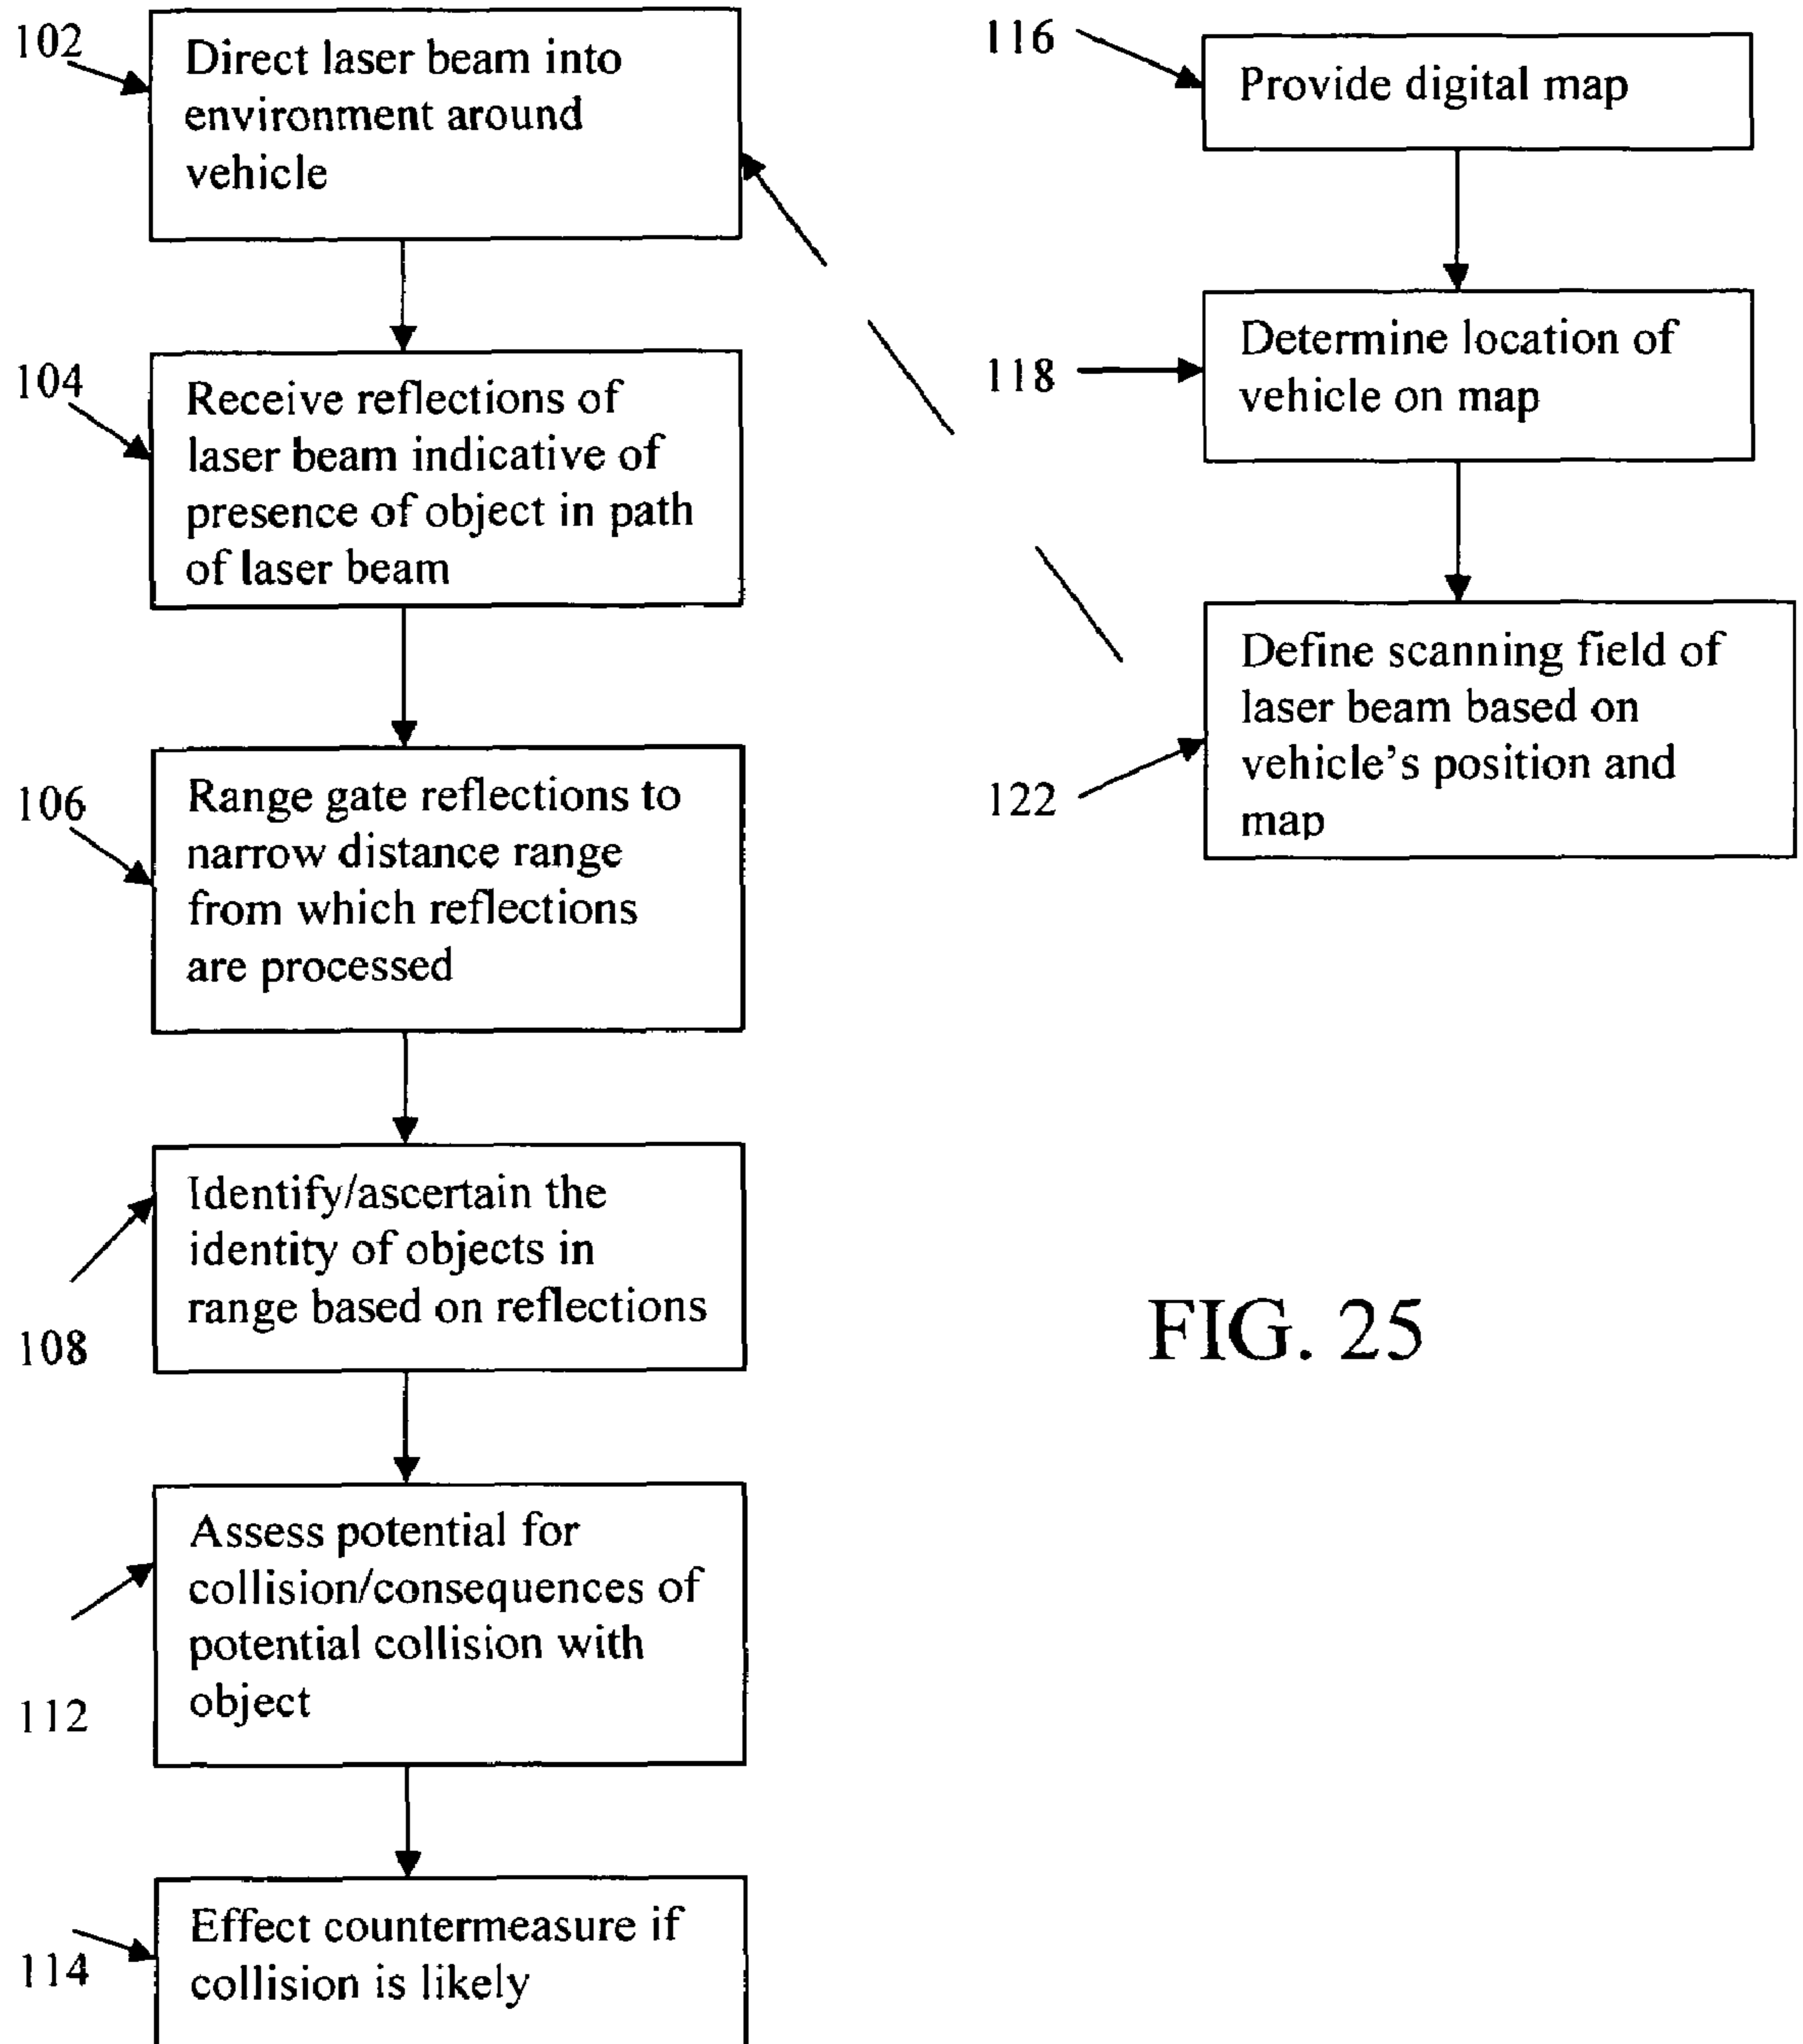 102
Direct laser beam into
environment around
vehicle
104
Receive reflections of
laser beam indicative of
presence of object in path
of laser beam
106
Range gate reflections to
narrow distance range
from which reflections
are processed
108
Identify/ascertain the
identity of objects in
range based on reflections
112
Assess potential for
collision/consequences of
potential collision with
object
114
Effect countermeasure if
collision is likely
116
Provide digital map
118
Determine location of
vehicle on map
122
Define scanning field of
laser beam based on
vehicle's position and
map
FIG. 25